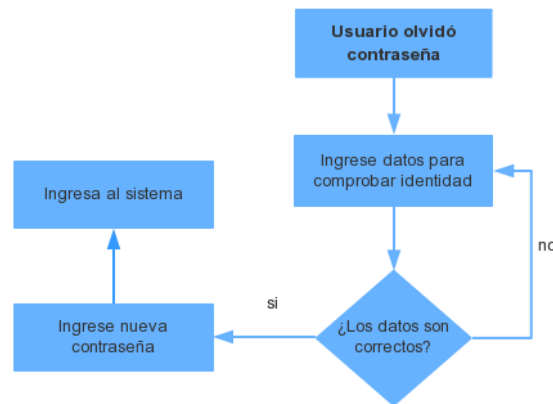 Usuario olvidó
contraseña
Ingrese datos para
comprobar identidad
Ingresa al sistema
no
si
¿Los datos son
correctos?
Ingrese nueva
contraseña